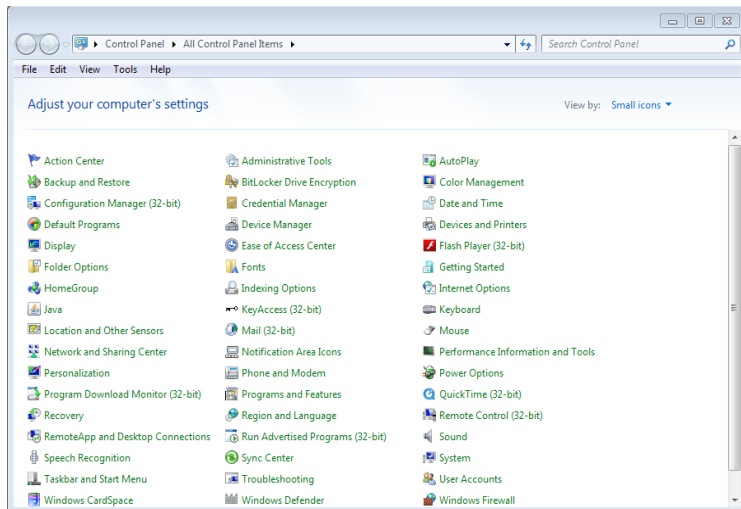 Control Panel All Control Panel Items Search Control Panel
File Edit View Tools Help
Adjust your computer's settings View by: Small icons
Action Center Administrative Tools AutoPlay
Backup and Restore BitLocker Drive Encryption Color Management
Configuration Manager (32-bit) Credential Manager Date and Time
Default Programs Device Manager Devices and Printers
Display Ease of Access Center Flash Player (32-bit)
Folder Options Fonts Getting Started
HomeGroup Indexing Options Internet Options
Java KeyAccess (32-bit) Keyboard
Location and Other Sensors Mail (32-bit) Mouse
Network and Sharing Center Notification Area Icons Performance Information and Tools
Personalization Phone and Modem Power Options
Program Download Monitor (32-bit) Programs and Features QuickTime (32-bit)
Recovery Region and Language Remote Control (32-bit)
RemoteApp and Desktop Connections Run Advertised Programs (32-bit) Sound
Speech Recognition Sync Center System
Taskbar and Start Menu Troubleshooting User Accounts
Windows CardSpace Windows Defender Windows Firewall